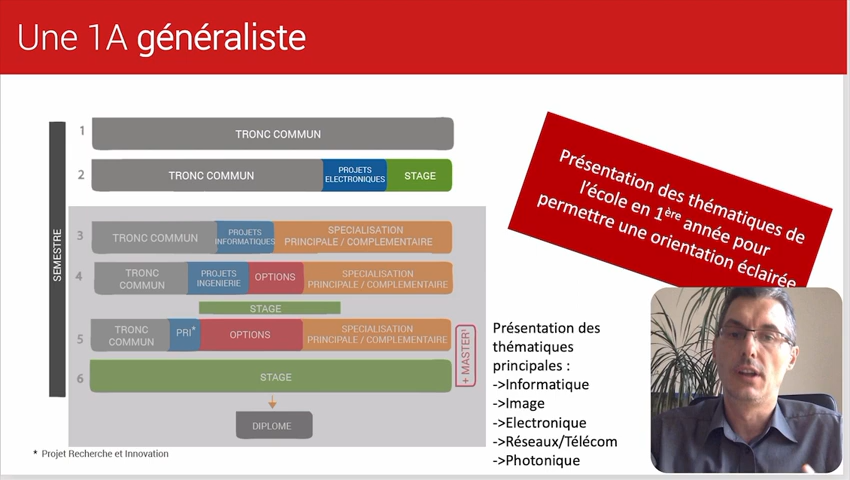 Une 1A généraliste
SEMESTRE
1
TRONC COMMUN
2
TRONC COMMUN
PROJETS
ELECTRONIQUES
STAGE
3
TRONC COMMUN
PROJETS
INFORMATIQUES
SPECIALISATION
PRINCIPALE / COMPLEMENTAIRE
4
TRONC
COMMUN
PROJETS
INGENIERIE
OPTIONS
SPECIALISATION
PRINCIPALE / COMPLEMENTAIRE
STAGE
5
TRONC
COMMUN
PRI*
OPTIONS
SPECIALISATION
PRINCIPALE / COMPLEMENTAIRE
+ MASTER¹
6
STAGE
DIPLOME
* Projet Recherche et Innovation
Présentation des thématiques de
l'école en 1ère année pour
permettre une orientation éclairée
Présentation des
thématiques
principales :
->Informatique
->Image
->Electronique
->Réseaux/Télécom
->Photonique